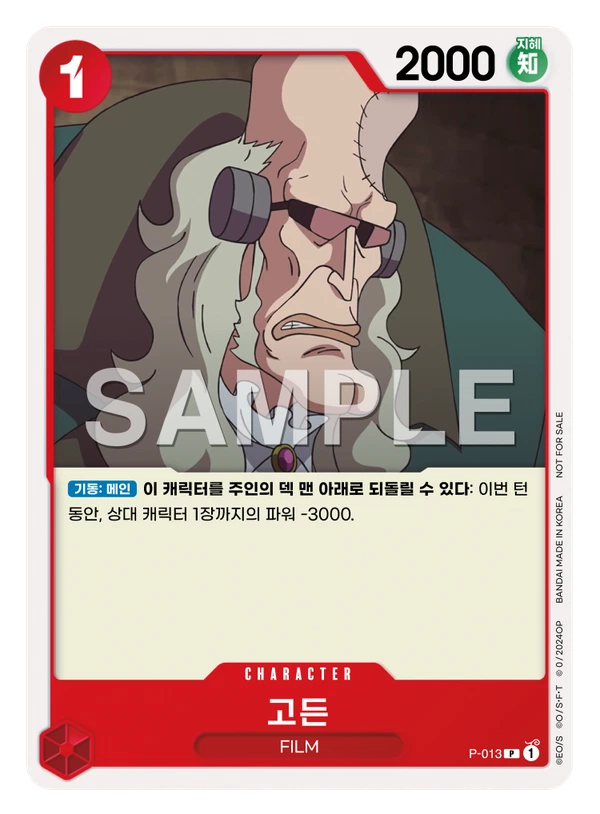 1
2000
지혜
知
SAMPLE
기동: 메인 이 캐릭터를 주인의 덱 맨 아래로 되돌릴 수 있다: 이번 턴
동안, 상대 캐릭터 1장까지의 파워 -3000.
CHARACTER
고든
FILM
P-013 P 1
©EO/S ©O/S·F·T © O/2024OP BANDAI MADE IN KOREA NOT FOR SALE